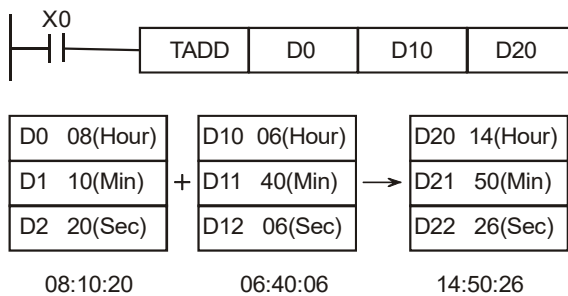 X0
TADD D0 D10 D20
D0 08(Hour) D10 06(Hour) D20 14(Hour)
D1 10(Min) + D11 40(Min) → D21 50(Min)
D2 20(Sec) D12 06(Sec) D22 26(Sec)
08:10:20 06:40:06 14:50:26